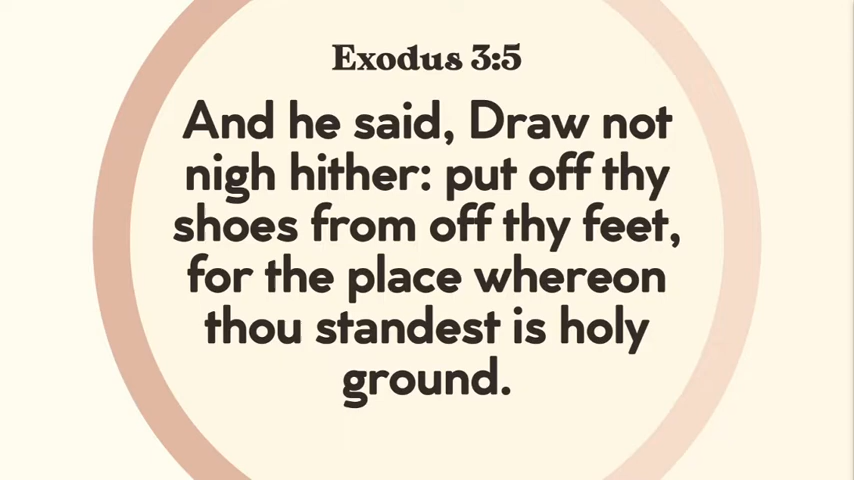 Exodus 3:5
And he said, Draw not
nigh hither: put off thy
shoes from off thy feet,
for the place whereon
thou standest is holy
ground.